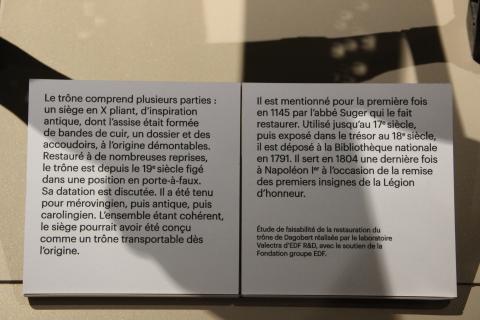 Le trône comprend plusieurs parties :
un siège en X pliant, d'inspiration
antique, dont l'assise était formée
de bandes de cuir, un dossier et des
accoudoirs, à l'origine démontables.
Restauré à de nombreuses reprises,
le trône est depuis le 19e siècle figé
dans une position en porte-à-faux.
Sa datation est discutée. Il a été tenu
pour mérovingien, puis antique, puis
carolingien. L'ensemble étant cohérent,
le siège pourrait avoir été conçu
comme un trône transportable dès
l'origine.
Il est mentionné pour la première fois
en 1145 par l'abbé Suger qui le fait
restaurer. Utilisé jusqu'au 17e siècle,
puis exposé dans le trésor au 18e siècle,
il est déposé à la Bibliothèque nationale
en 1791. Il sert en 1804 une dernière fois
à Napoléon Ier à l'occasion de la remise
des premiers insignes de la Légion
d'honneur.
Étude de faissabilité de la restauration du
trône de Dagobert réalisée par le laboratoire
Valectra d'EDF R&D, avec le soutien de la
Fondation groupe EDF.